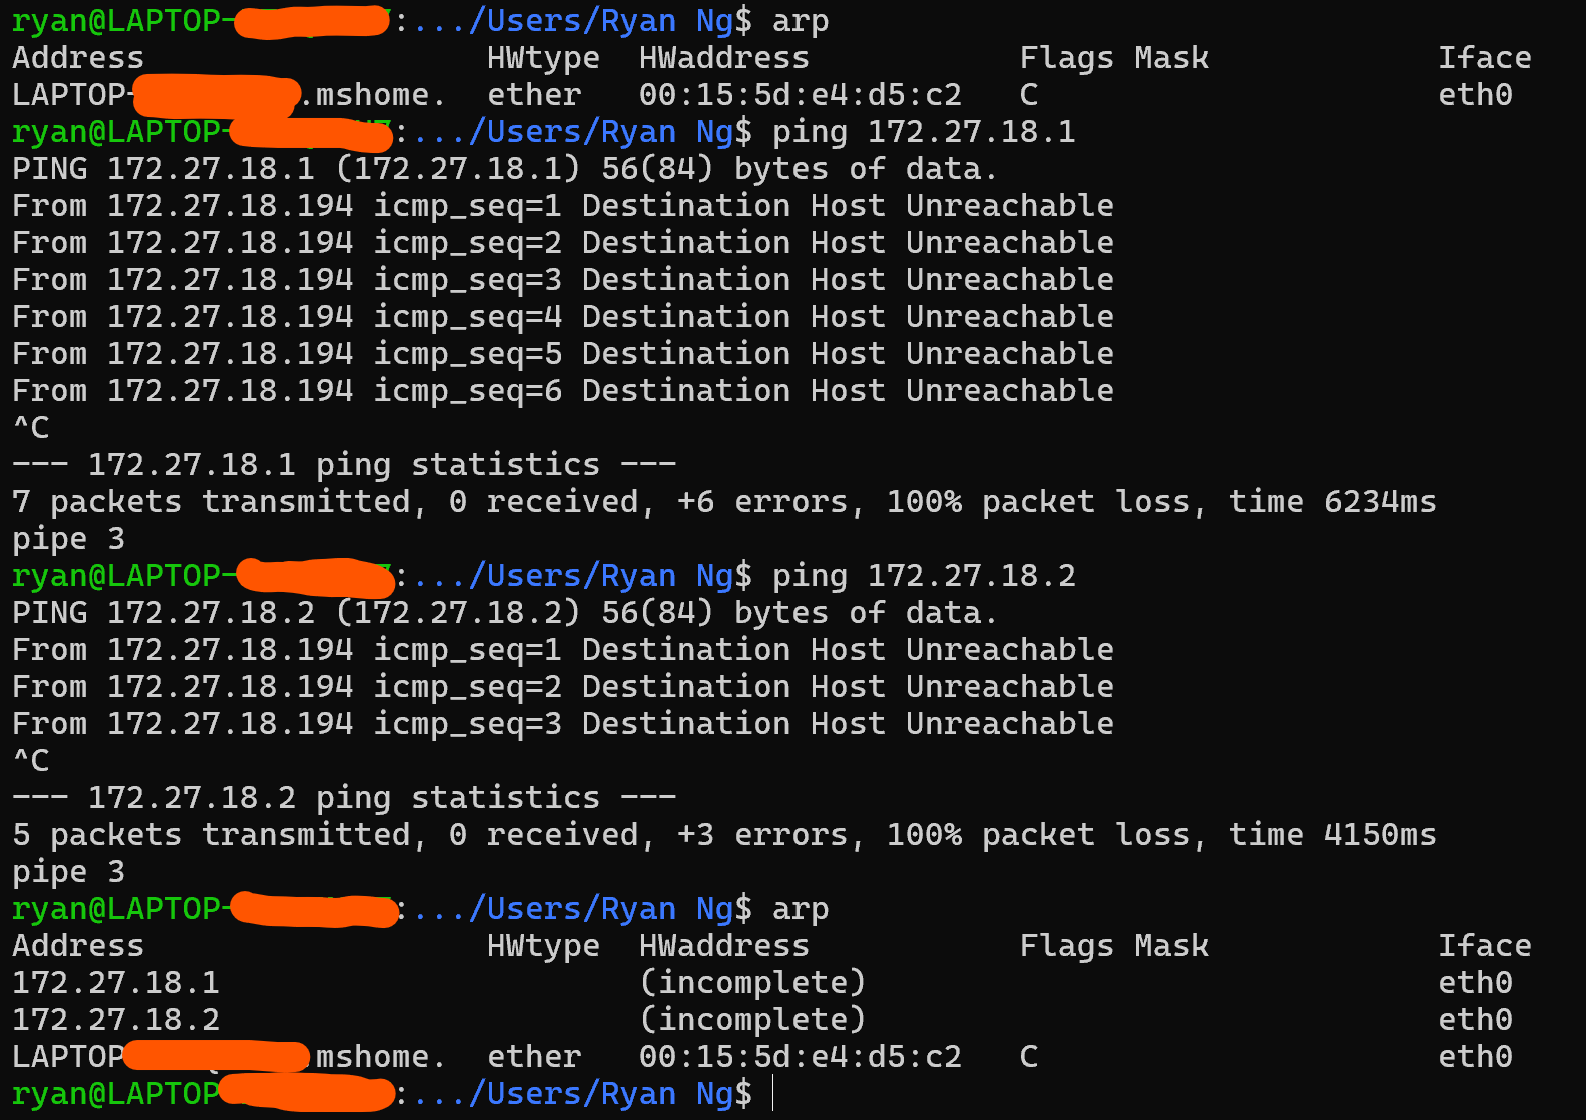 ryan@LAPTOP- :.../Users/Ryan Ng$ arp
Address HWtype HWaddress Flags Mask Iface
LAPTOP- .mshome. ether 00:15:5d:e4:d5:c2 C eth0
ryan@LAPTOP- :.../Users/Ryan Ng$ ping 172.27.18.1
PING 172.27.18.1 (172.27.18.1) 56(84) bytes of data.
From 172.27.18.194 icmp_seq=1 Destination Host Unreachable
From 172.27.18.194 icmp_seq=2 Destination Host Unreachable
From 172.27.18.194 icmp_seq=3 Destination Host Unreachable
From 172.27.18.194 icmp_seq=4 Destination Host Unreachable
From 172.27.18.194 icmp_seq=5 Destination Host Unreachable
From 172.27.18.194 icmp_seq=6 Destination Host Unreachable
^C
--- 172.27.18.1 ping statistics ---
7 packets transmitted, 0 received, +6 errors, 100% packet loss, time 6234ms
pipe 3
ryan@LAPTOP- :.../Users/Ryan Ng$ ping 172.27.18.2
PING 172.27.18.2 (172.27.18.2) 56(84) bytes of data.
From 172.27.18.194 icmp_seq=1 Destination Host Unreachable
From 172.27.18.194 icmp_seq=2 Destination Host Unreachable
From 172.27.18.194 icmp_seq=3 Destination Host Unreachable
^C
--- 172.27.18.2 ping statistics ---
5 packets transmitted, 0 received, +3 errors, 100% packet loss, time 4150ms
pipe 3
ryan@LAPTOP- :.../Users/Ryan Ng$ arp
Address HWtype HWaddress Flags Mask Iface
172.27.18.1 (incomplete) eth0
172.27.18.2 (incomplete) eth0
LAPTOP mshome. ether 00:15:5d:e4:d5:c2 C eth0
ryan@LAPTOP :.../Users/Ryan Ng$